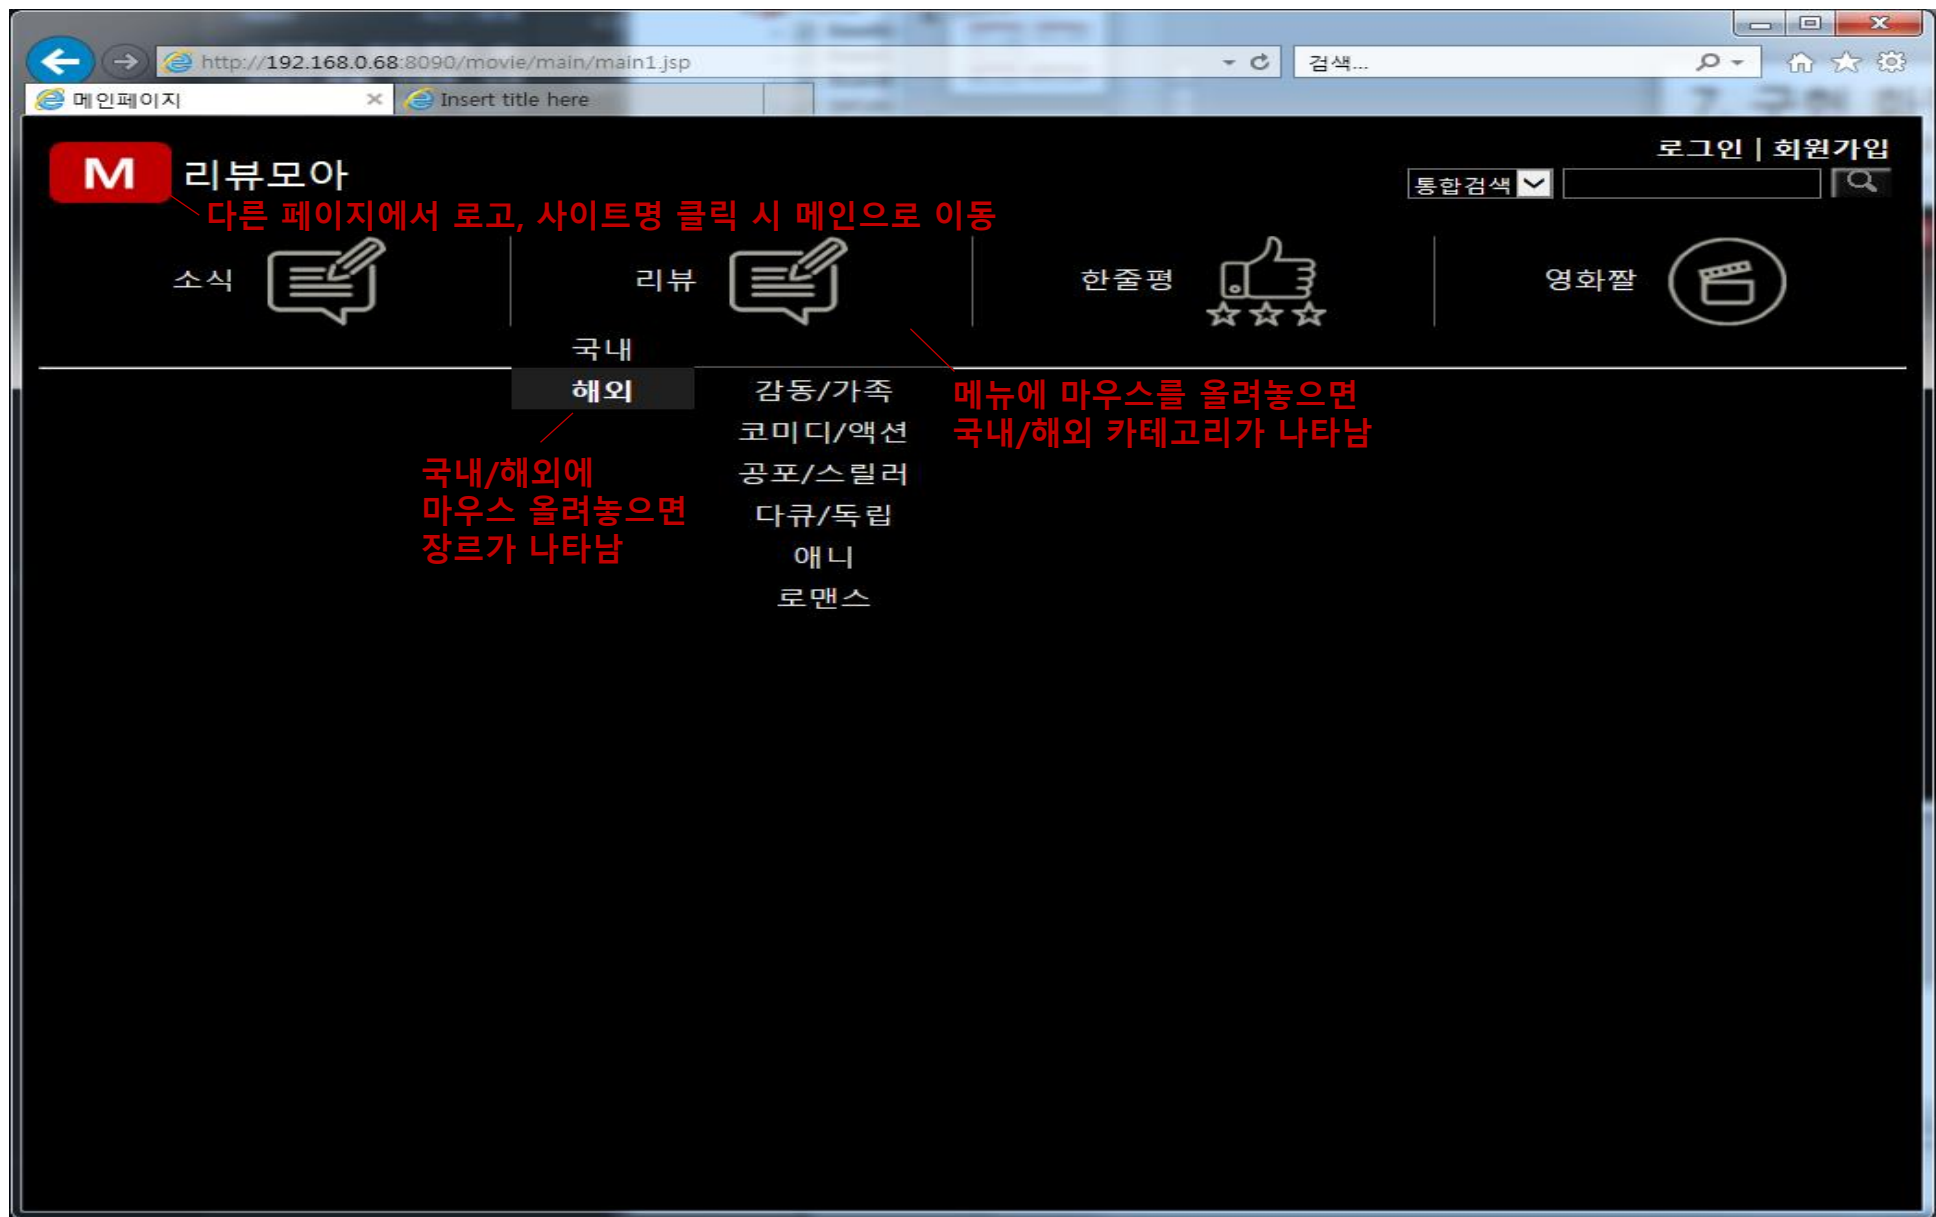 http://192.168.0.68:8090/movie/main/main1.jsp
검색...
메인페이지
Insert title here
로그인 | 회원가입
M 리뷰모아
통합검색
다른 페이지에서 로고, 사이트명 클릭 시 메인으로 이동
소식
리뷰
한줄평
영화짤
국내
해외
감동/가족
코미디/액션
공포/스릴러
다큐/독립
애니
로맨스
메뉴에 마우스를 올려놓으면
국내/해외 카테고리가 나타남
국내/해외에
마우스 올려놓으면
장르가 나타남